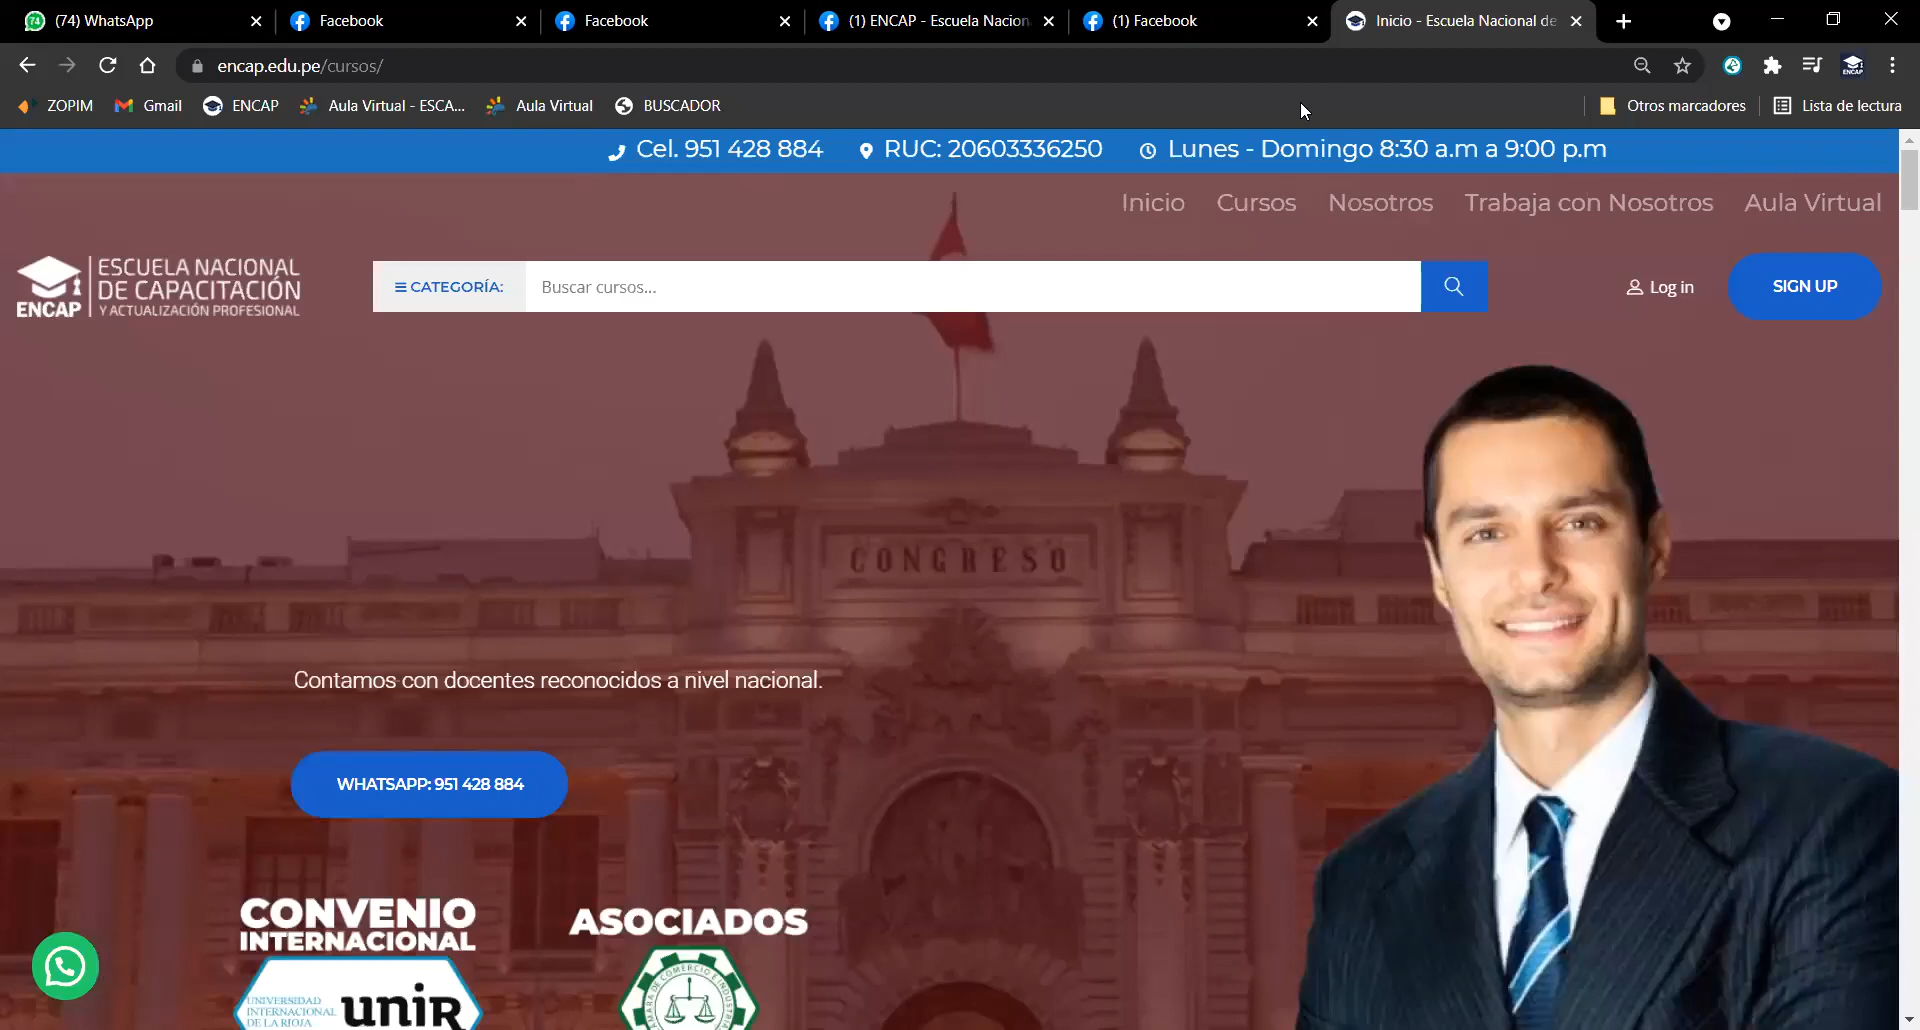 (74) WhatsApp
Facebook
Facebook
(1) ENCAP - Escuela Nacion
(1) Facebook
Inicio - Escuela Nacional de
encap.edu.pe/cursos/
ZOPIM
Gmail
ENCAP
Aula Virtual - ESCA...
Aula Virtual
BUSCADOR
Otros marcadores
Lista de lectura
Cel. 951 428 884
RUC: 20603336250
Lunes - Domingo 8:30 a.m a 9:00 p.m
Inicio
Cursos
Nosotros
Trabaja con Nosotros
Aula Virtual
ENCAP
ESCUELA NACIONAL
DE CAPACITACIÓN
Y ACTUALIZACIÓN PROFESIONAL
CATEGORÍA:
Buscar cursos...
Log in
SIGN UP
CONGRESO
Contamos con docentes reconocidos a nivel nacional.
WHATSAPP: 951 428 884
CONVENIO
INTERNACIONAL
ASOCIADOS
UNIVERSIDAD
INTERNACIONAL
DE LA RIOJA
unir
CÁMARA DE COMERCIO E INDUSTRIA